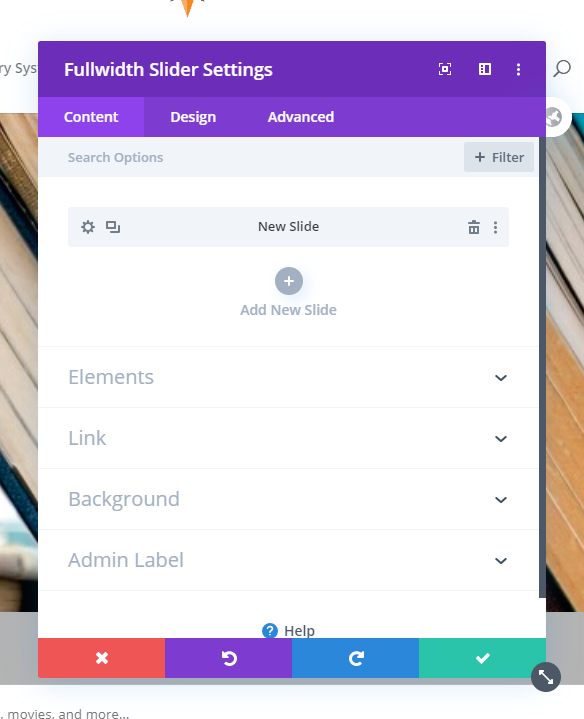 ry Sys
Fullwidth Slider Settings
Content Design Advanced
Search Options + Filter
New Slide
Add New Slide
Elements
Link
Background
Admin Label
? Help
, movies, and more...